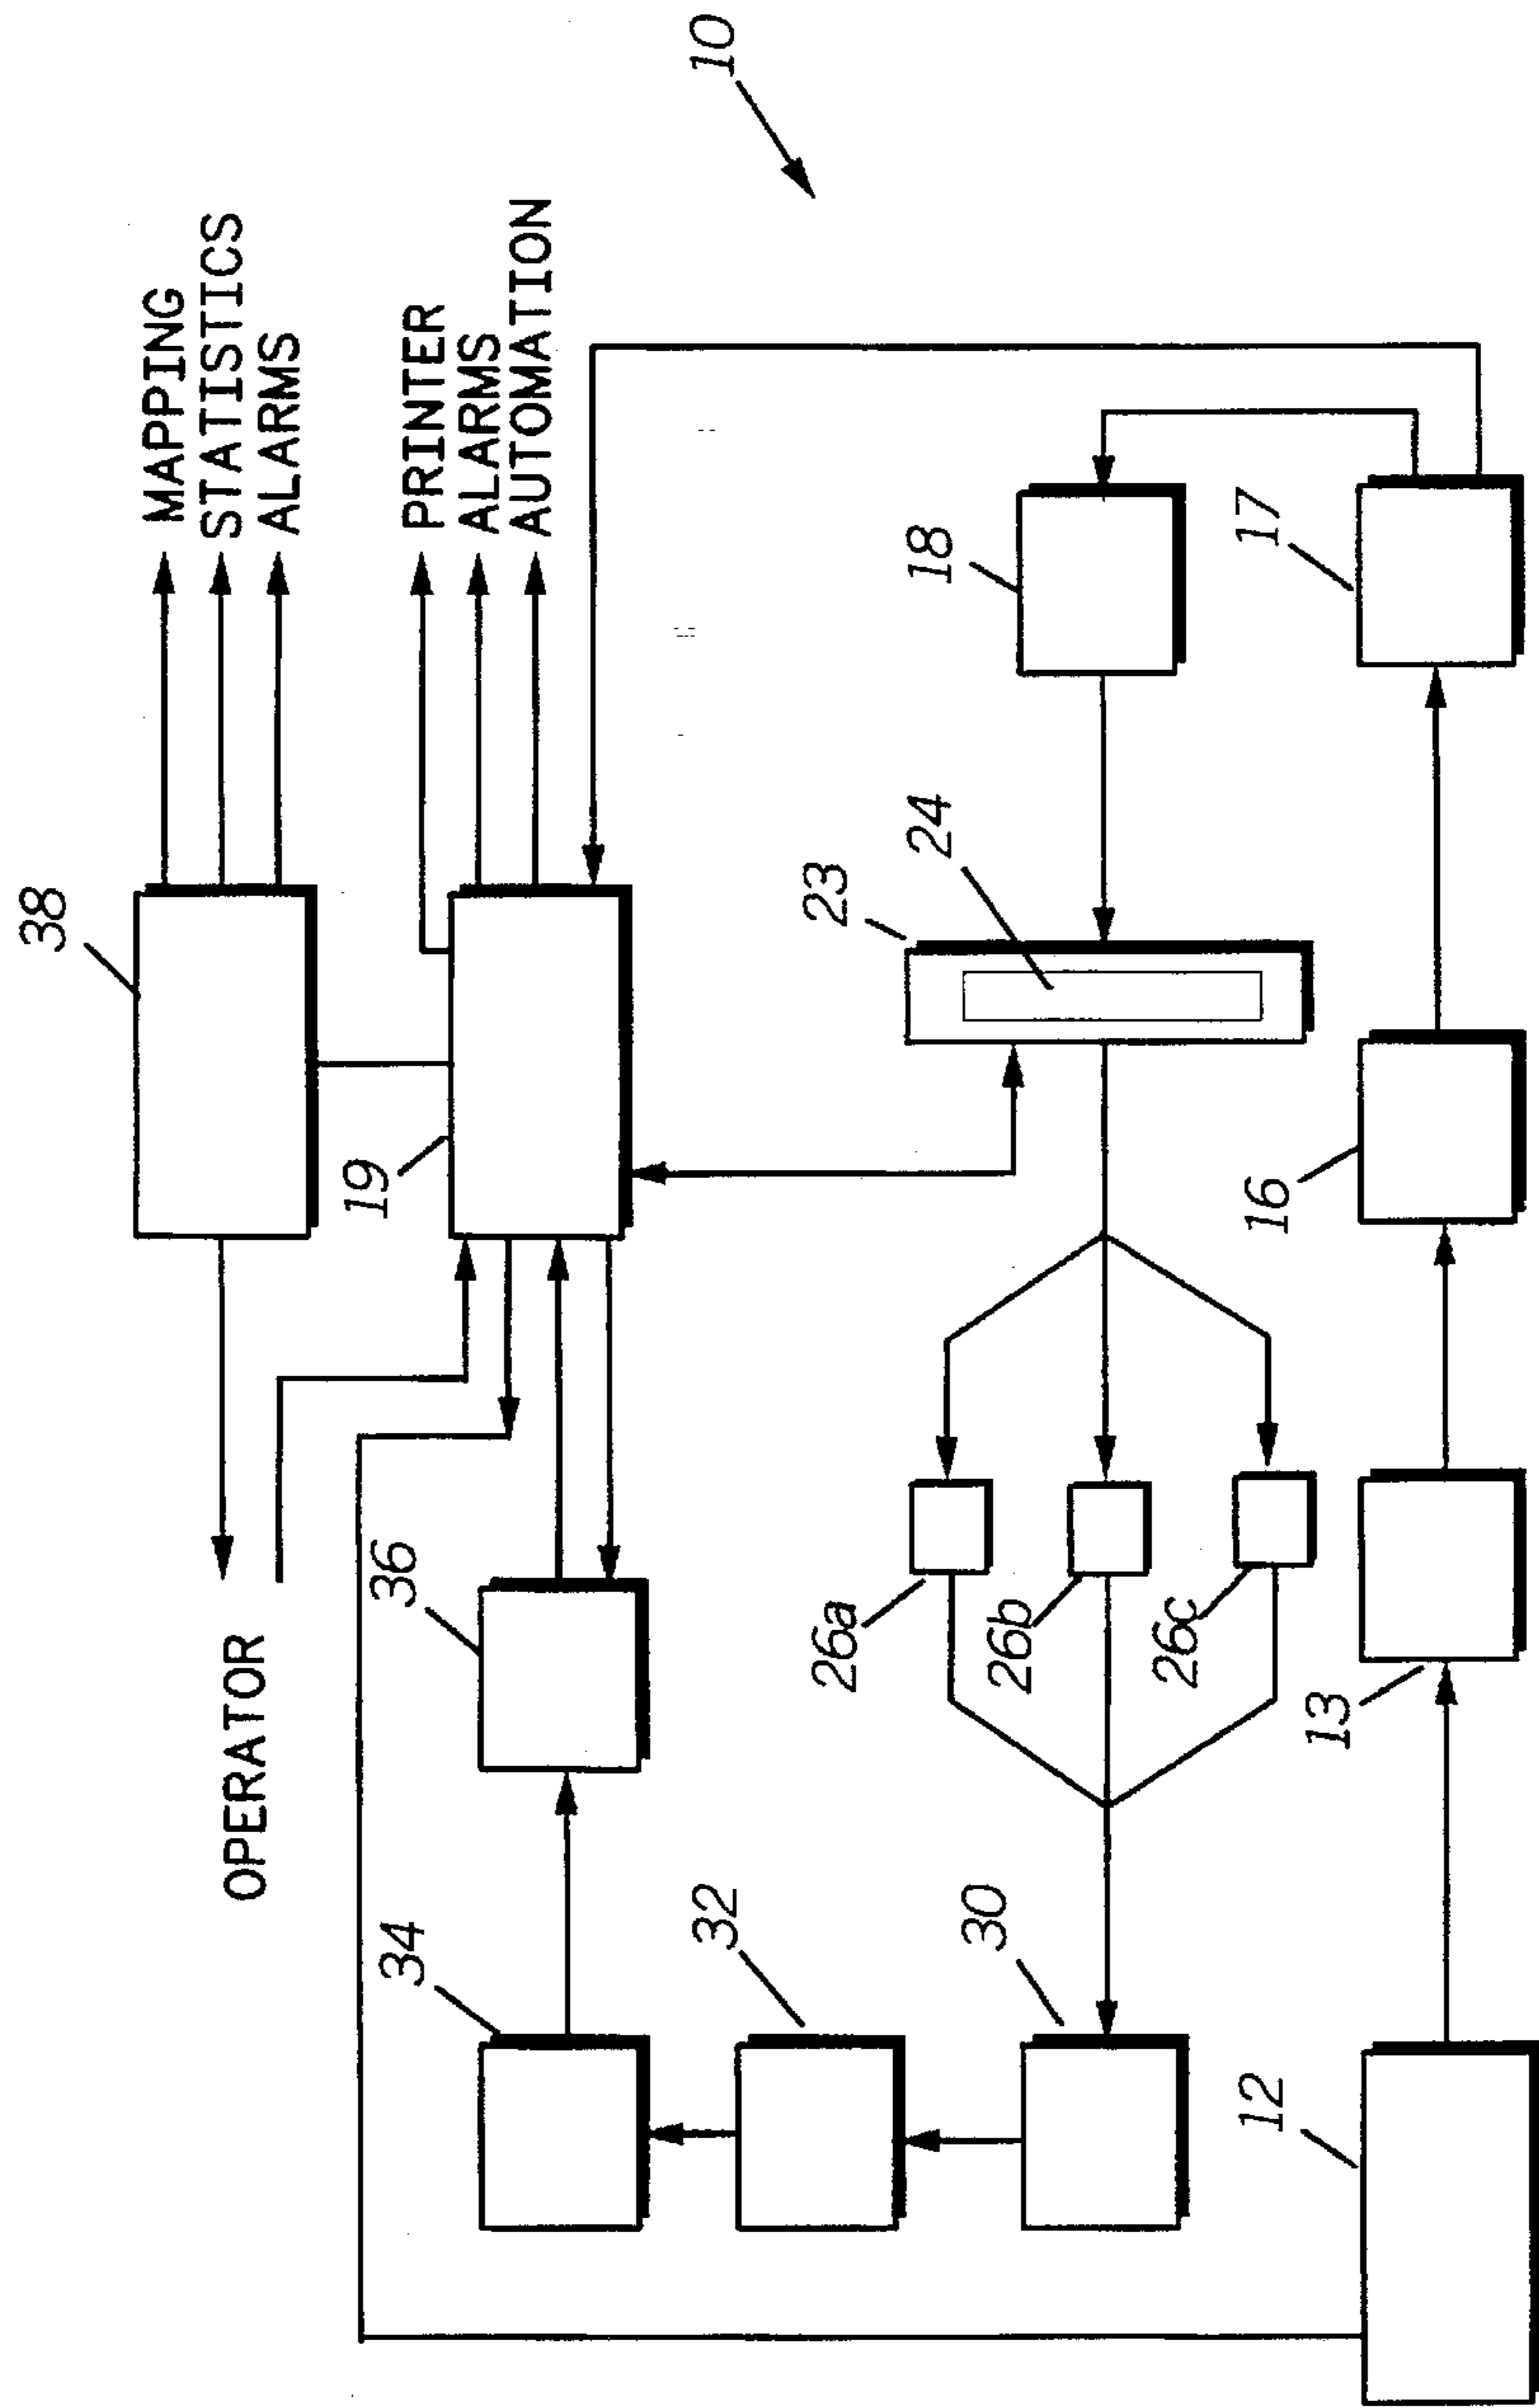 10
38
MAPPING
STATISTICS
ALARMS
19
PRINTER
ALARMS
AUTOMATION
OPERATOR
36
34
32
30
23
24
18
26a
26b
26c
12
13
16
17